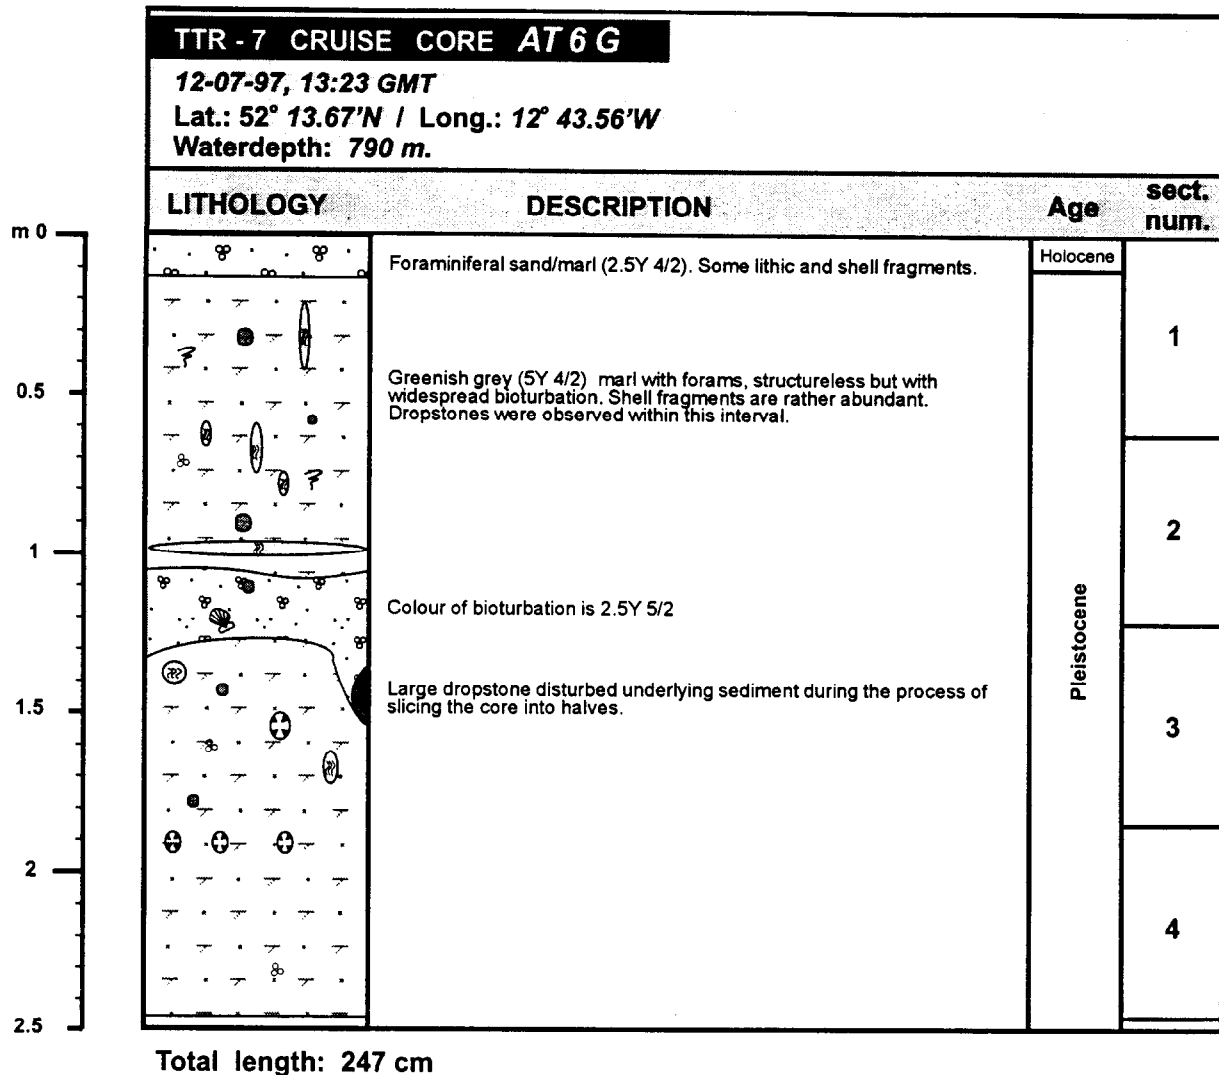 TTR - 7 CRUISE CORE AT 6 G
12-07-97, 13:23 GMT
Lat.: 52° 13.67'N / Long.: 12° 43.56'W
Waterdepth: 790 m.
LITHOLOGY DESCRIPTION Age sect. num.
m 0
Foraminiferal sand/marl (2.5Y 4/2). Some lithic and shell fragments.
Holocene
1
Greenish grey (5Y 4/2) marl with forams, structureless but with
widespread bioturbation. Shell fragments are rather abundant.
Dropstones were observed within this interval.
0.5
2
1
Colour of bioturbation is 2.5Y 5/2
Pleistocene
Large dropstone disturbed underlying sediment during the process of
slicing the core into halves.
1.5
3
2
4
2.5
Total length: 247 cm